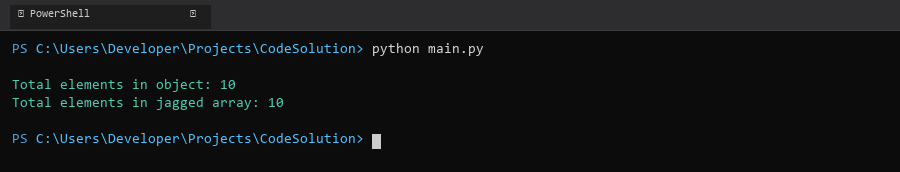 PowerShell
PS C:\Users\Developer\Projects\CodeSolution> python main.py
Total elements in object: 10
Total elements in jagged array: 10
PS C:\Users\Developer\Projects\CodeSolution>